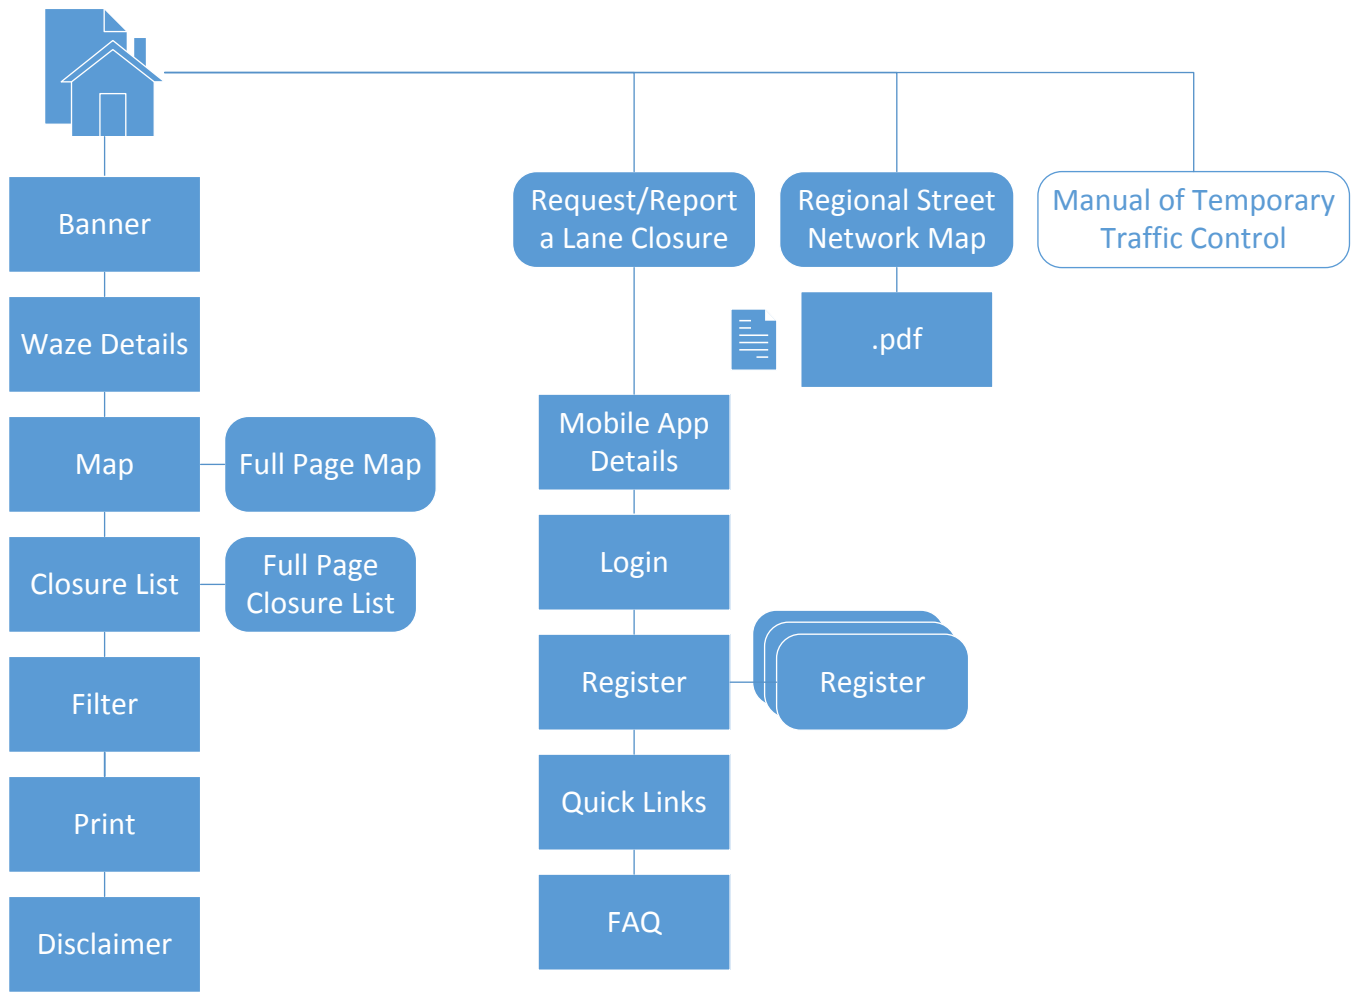 Banner
Waze Details
Map
Full Page Map
Closure List
Full Page
Closure List
Filter
Print
Disclaimer
Request/Report
a Lane Closure
Mobile App
Details
Login
Register
Register
Quick Links
FAQ
Regional Street
Network Map
.pdf
Manual of Temporary
Traffic Control